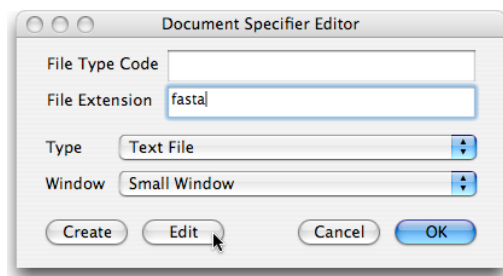 Document Specifier Editor
File Type Code
File Extension fasta
Type Text File
Window Small Window
Create Edit Cancel OK